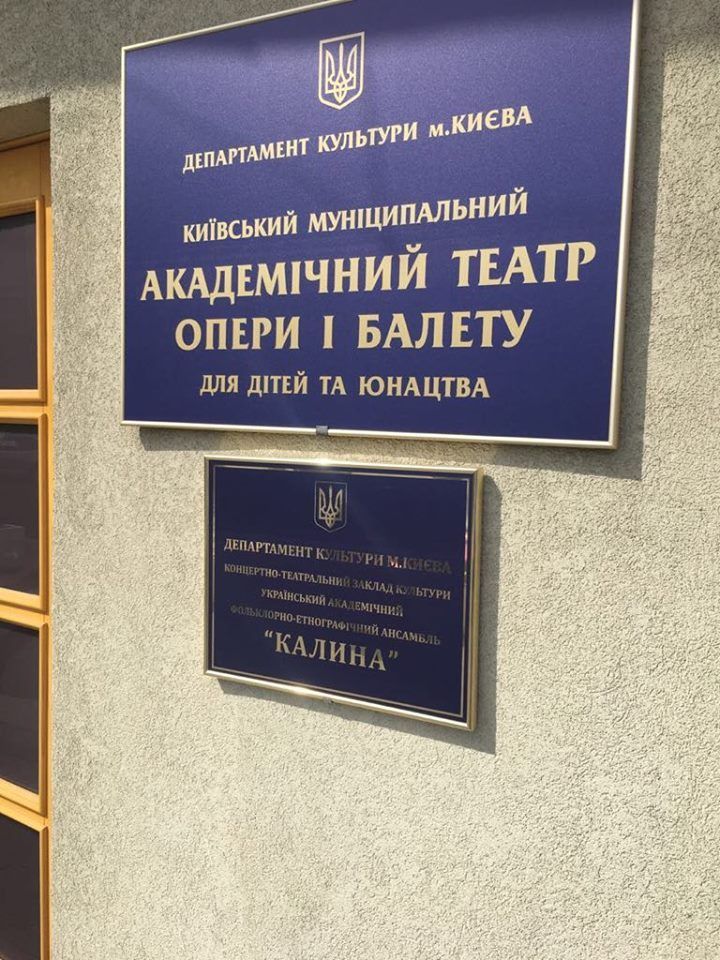 ДЕПАРТАМЕНТ КУЛЬТУРИ м.КИЄВА
КИЇВСЬКИЙ МУНІЦИПАЛЬНИЙ
АКАДЕМІЧНИЙ ТЕАТР
ОПЕРИ І БАЛЕТУ
ДЛЯ ДІТЕЙ ТА ЮНАЦТВА
ДЕПАРТАМЕНТ КУЛЬТУРИ М.КИЄВА
КОНЦЕРТНО-ТЕАТРАЛЬНИЙ ЗАКЛАД КУЛЬТУРИ
УКРАЇНСЬКИЙ АКАДЕМІЧНИЙ
ФОЛЬКЛОРНО-ЕТНОГРАФІЧНИЙ АНСАМБЛЬ
"КАЛИНА"